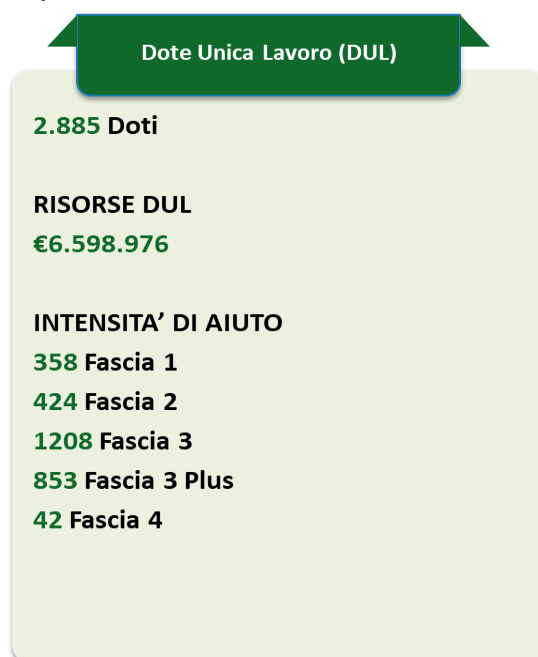 Dote Unica Lavoro (DUL)
2.885 Doti
RISORSE DUL
€6.598.976
INTENSITA’ DI AIUTO
358 Fascia 1
424 Fascia 2
1208 Fascia 3
853 Fascia 3 Plus
42 Fascia 4